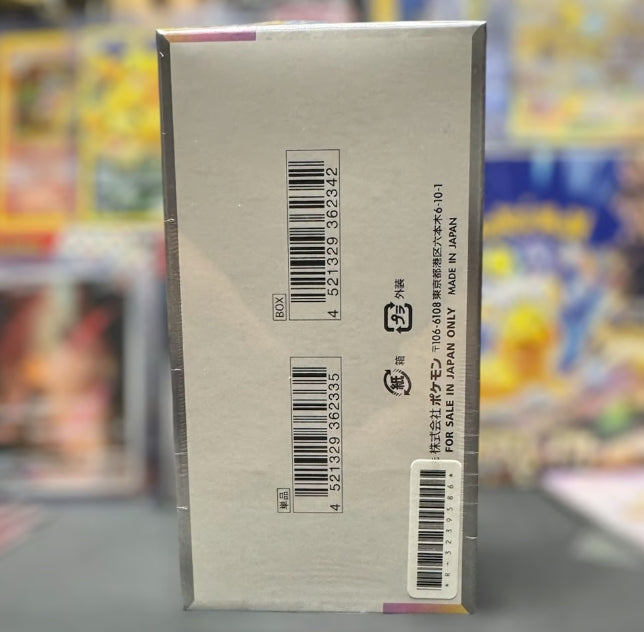 BOX
4 521329 362342
単品
4 521329 362335
プラ 外装
紙 箱
株式会社ポケモン 〒106-6108 東京都港区六本木6-10-1
FOR SALE IN JAPAN ONLY MADE IN JAPAN
*R-3239586*